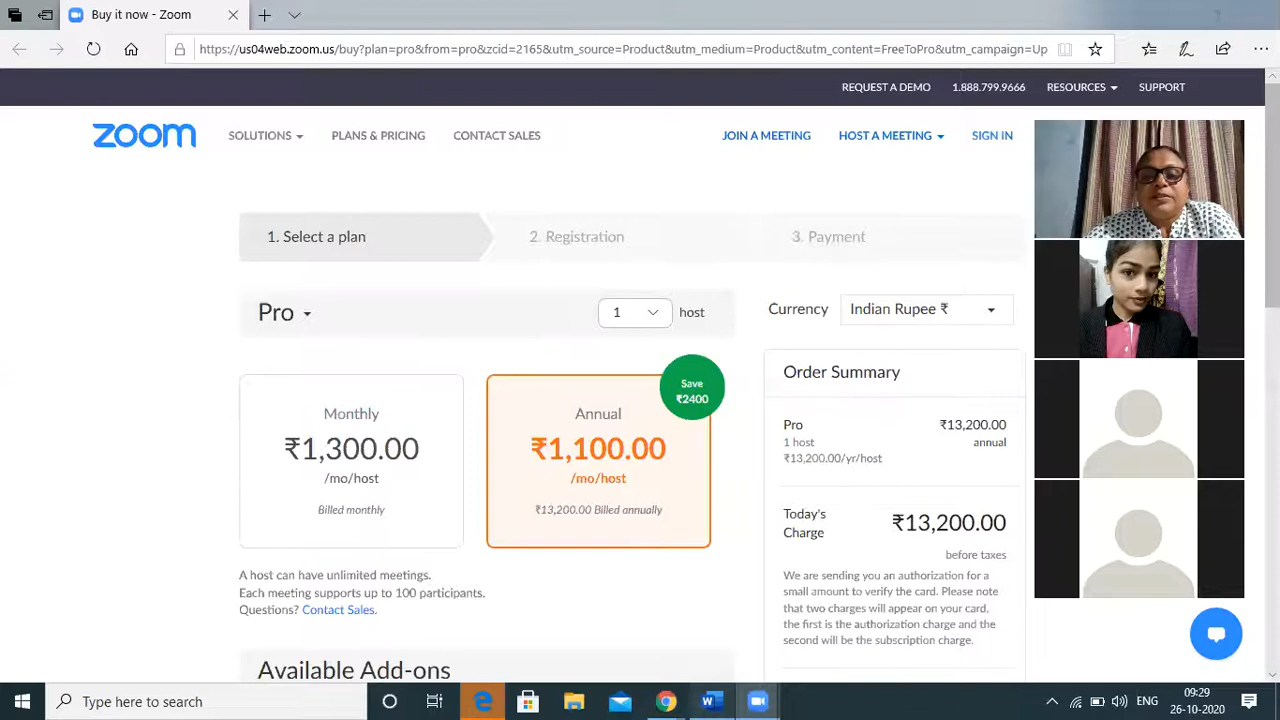 Buy it now - Zoom
https://us04web.zoom.us/buy?plan=pro&from=pro&zcid=2165&utm_source=Product&utm_medium=Product&utm_content=FreeToPro&utm_campaign=Up
REQUEST A DEMO 1.888.799.9666 RESOURCES SUPPORT
zoom SOLUTIONS PLANS & PRICING CONTACT SALES JOIN A MEETING HOST A MEETING SIGN IN
1. Select a plan 2. Registration 3. Payment
Pro 1 host
Currency Indian Rupee ₹
Save
₹2400
Monthly
₹1,300.00
/mo/host
Billed monthly
Annual
₹1,100.00
/mo/host
₹13,200.00 Billed annually
A host can have unlimited meetings.
Each meeting supports up to 100 participants.
Questions? Contact Sales.
Available Add-ons
Order Summary
Pro ₹13,200.00
1 host annual
₹13,200.00/yr/host
Today's
Charge ₹13,200.00
before taxes
We are sending you an authorization for a
small amount to verify the card. Please note
that two charges will appear on your card,
the first is the authorization charge and the
second will be the subscription charge.
Type here to search
ENG
09:29
26-10-2020